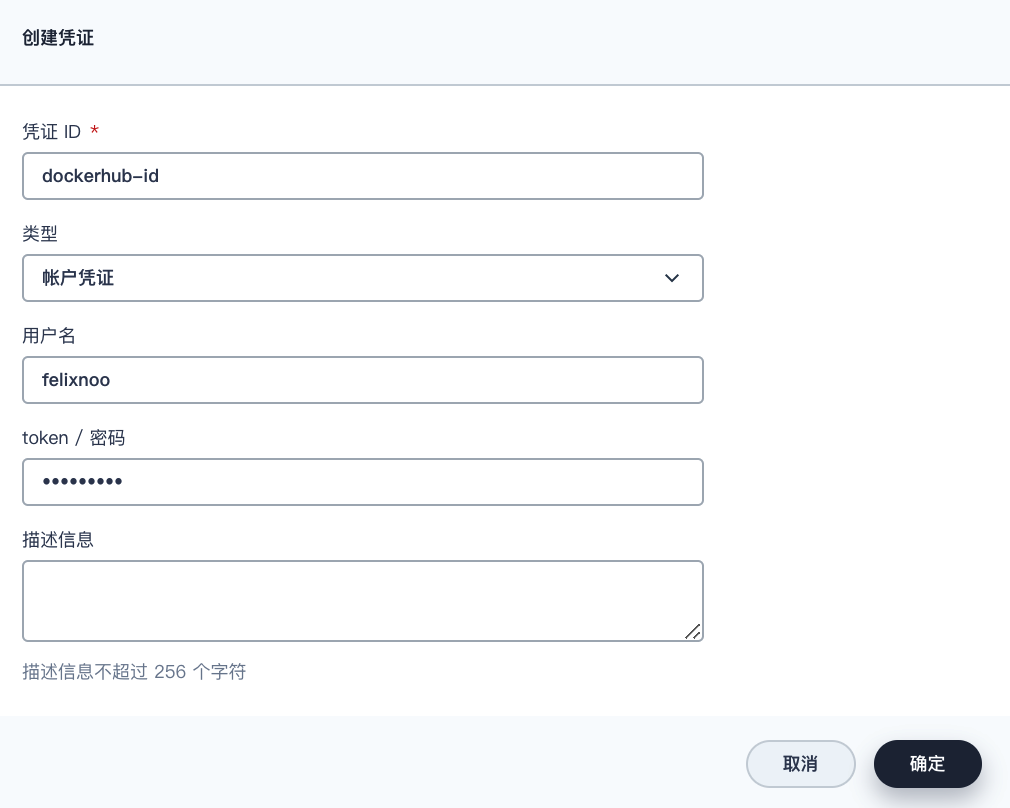 创建凭证
凭证 ID *
dockerhub-id
类型
帐户凭证
用户名
felixnoo
token / 密码
•••••••••
描述信息
描述信息不超过 256 个字符
取消
确定